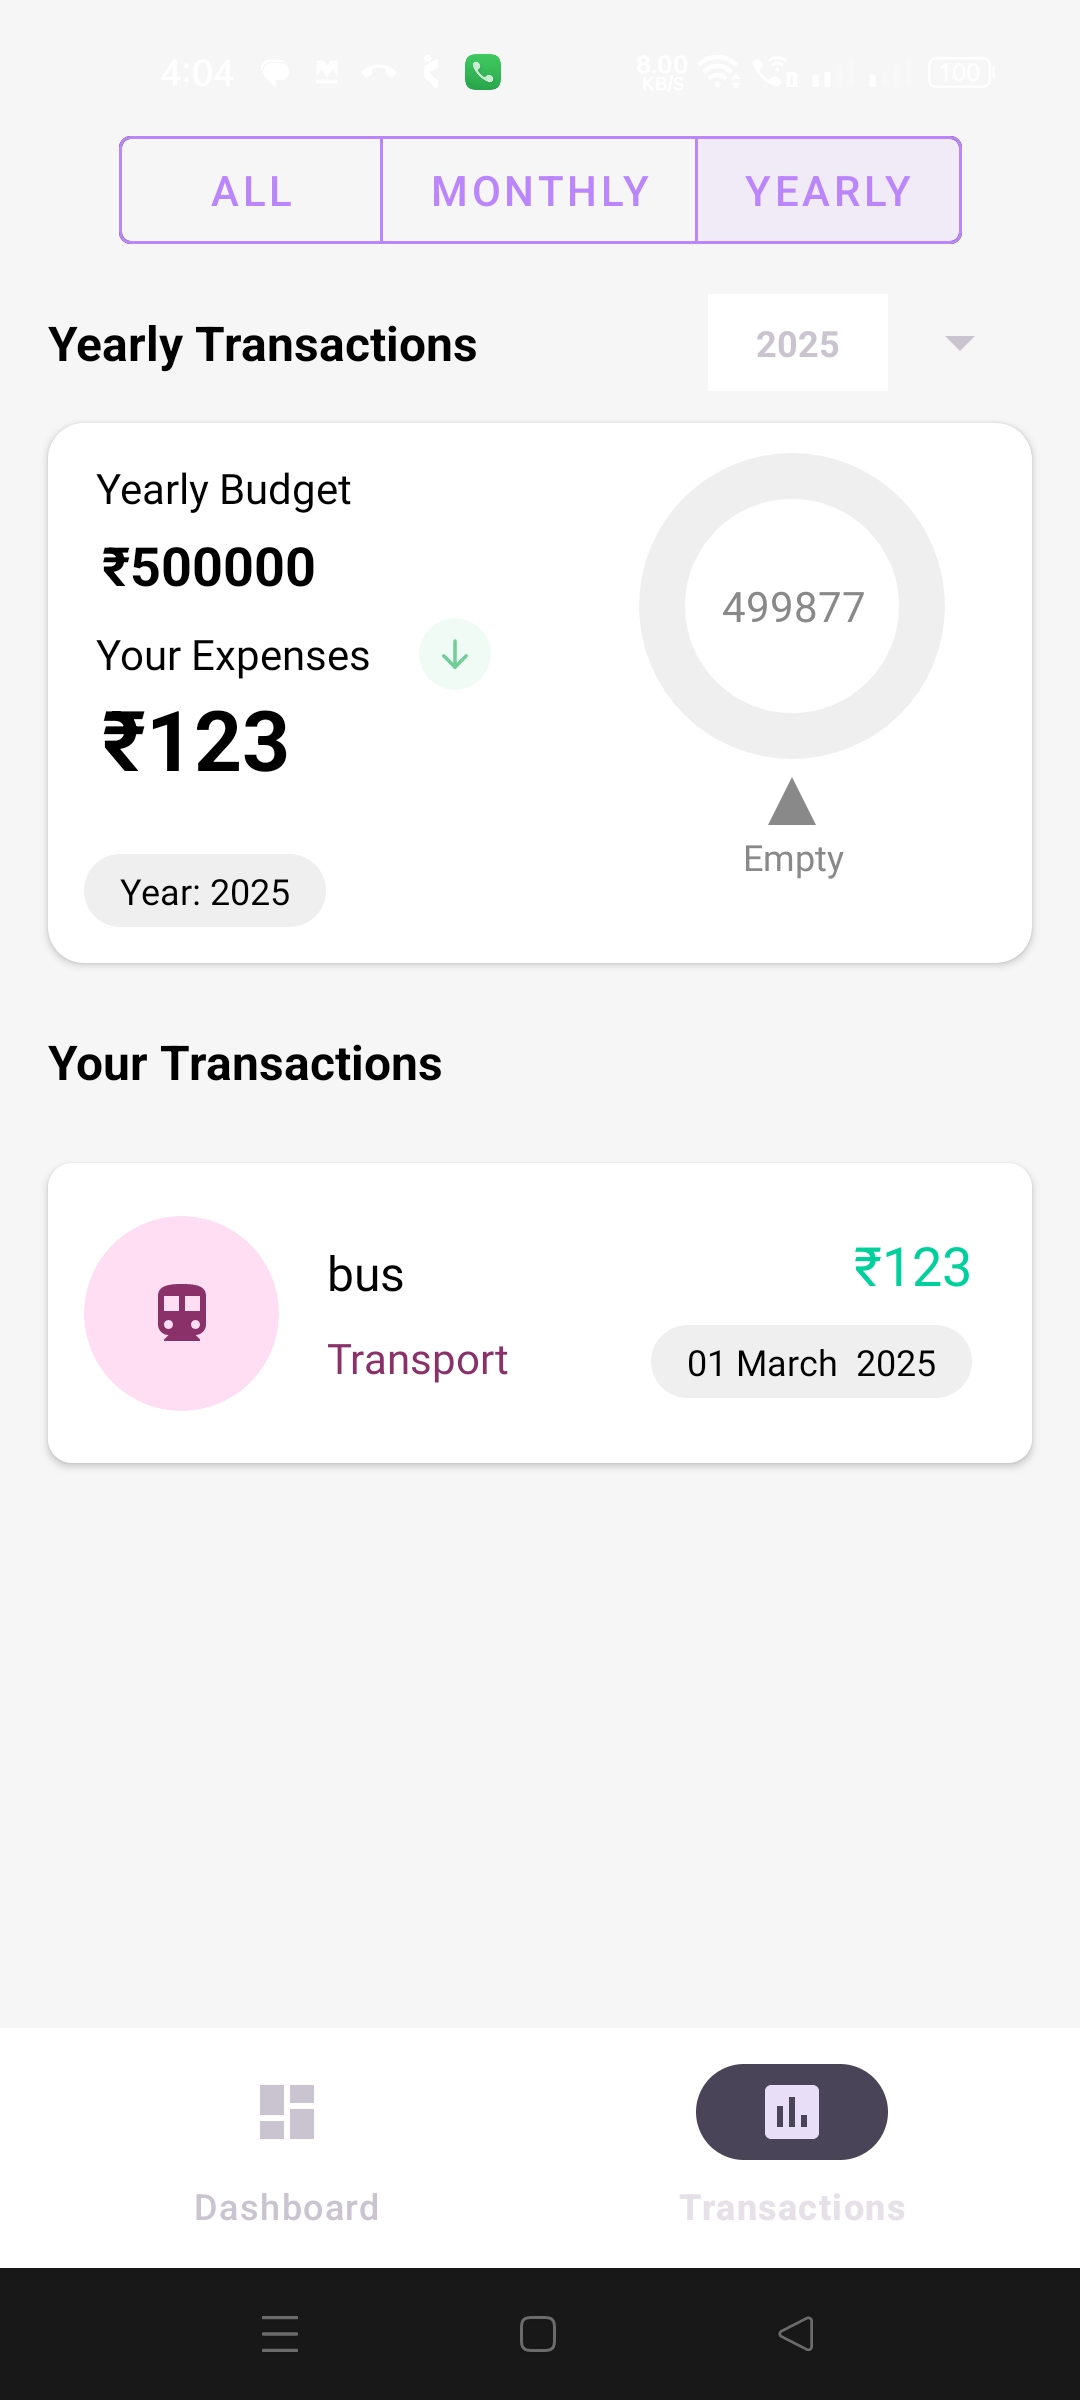 4:04
8.00
KB/S
100
ALL MONTHLY YEARLY
Yearly Transactions
2025
Yearly Budget
₹500000
Your Expenses
₹123
Year: 2025
499877
Empty
Your Transactions
bus
Transport
₹123
01 March  2025
Dashboard
Transactions